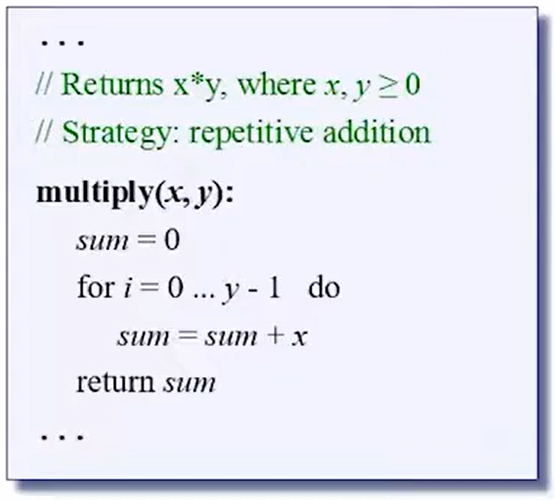 ...
// Returns x*y, where x, y ≥ 0
// Strategy: repetitive addition
multiply(x, y):
sum = 0
for i = 0 ... y - 1 do
sum = sum + x
return sum
...